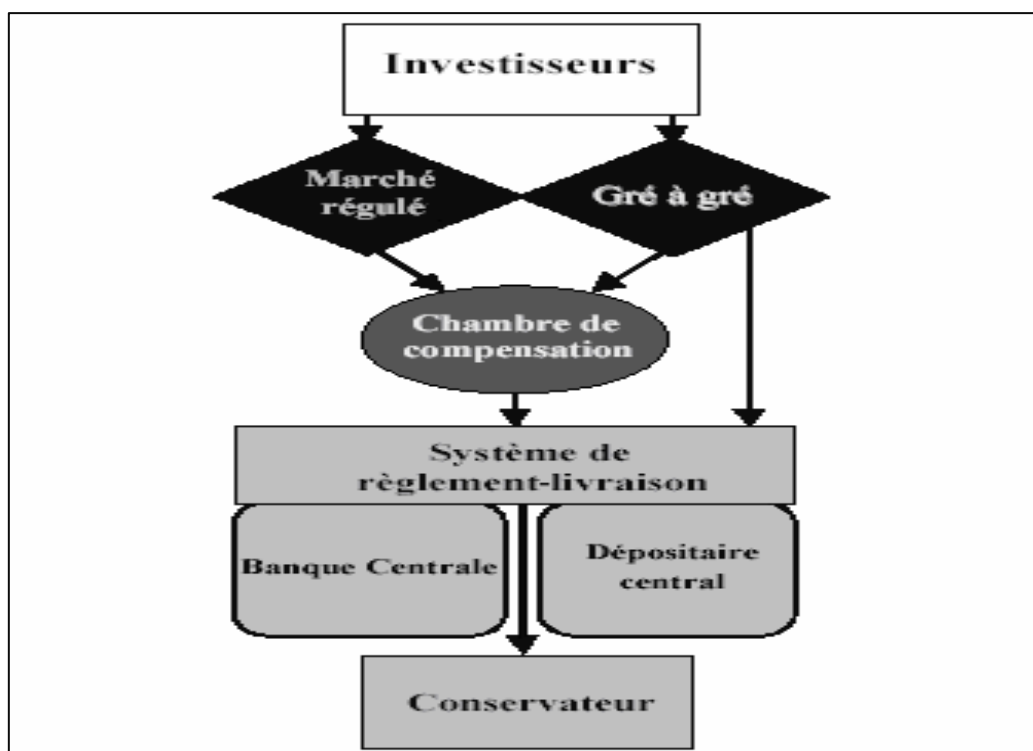 Investisseurs
Marché
régulé
Gré à gré
Chambre de
compensation
Système de
règlement-livraison
Banque Centrale
Dépositaire
central
Conservateur